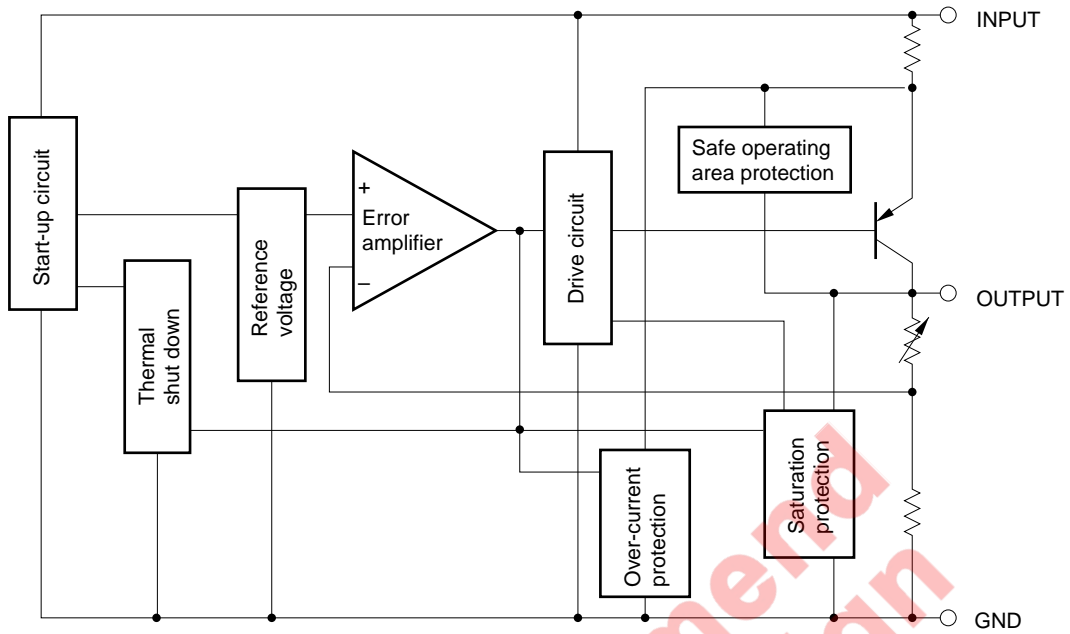 INPUT
Safe operating
area protection
Start-up circuit
Thermal
shut down
Reference
voltage
+
Error
amplifier
−
Drive circuit
OUTPUT
Over-current
protection
Saturation
protection
GND